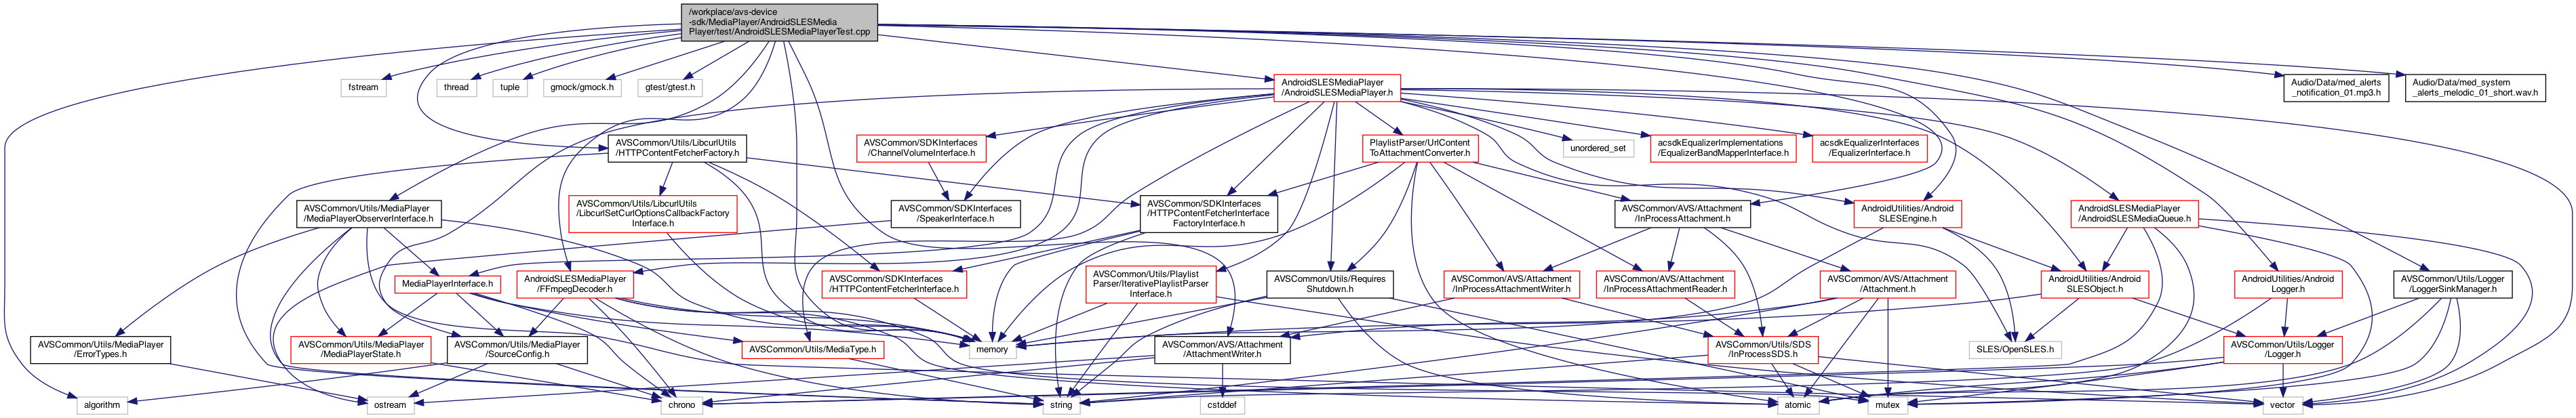 /workplace/avs-device
-sdk/MediaPlayer/AndroidSLESMedia
Player/test/AndroidSLESMediaPlayerTest.cpp
fstream
thread
tuple
gmock/gmock.h
gtest/gtest.h
AndroidSLESMediaPlayer
/AndroidSLESMediaPlayer.h
Audio/Data/med_alerts
_notification_01.mp3.h
Audio/Data/med_system
_alerts_melodic_01_short.wav.h
AVSCommon/Utils/LibcurlUtils
/HTTPContentFetcherFactory.h
AVSCommon/SDKInterfaces
/ChannelVolumeInterface.h
PlaylistParser/UrlContent
ToAttachmentConverter.h
unordered_set
acsdkEqualizerImplementations
/EqualizerBandMapperInterface.h
acsdkEqualizerInterfaces
/EqualizerInterface.h
AVSCommon/Utils/MediaPlayer
/MediaPlayerObserverInterface.h
AVSCommon/Utils/LibcurlUtils
/LibcurlSetCurlOptionsCallbackFactory
Interface.h
AVSCommon/SDKInterfaces
/SpeakerInterface.h
AVSCommon/SDKInterfaces
/HTTPContentFetcherInterface
FactoryInterface.h
AVSCommon/AVS/Attachment
/InProcessAttachment.h
AndroidUtilities/Android
SLESEngine.h
AndroidSLESMediaPlayer
/AndroidSLESMediaQueue.h
MediaPlayerInterface.h
AndroidSLESMediaPlayer
/FFmpegDecoder.h
AVSCommon/SDKInterfaces
/HTTPContentFetcherInterface.h
AVSCommon/Utils/Playlist
Parser/IterativePlaylistParser
Interface.h
AVSCommon/Utils/Requires
Shutdown.h
AVSCommon/AVS/Attachment
/InProcessAttachmentWriter.h
AVSCommon/AVS/Attachment
/InProcessAttachmentReader.h
AVSCommon/AVS/Attachment
/Attachment.h
AndroidUtilities/Android
SLESObject.h
AndroidUtilities/Android
Logger.h
AVSCommon/Utils/Logger
/LoggerSinkManager.h
AVSCommon/Utils/MediaPlayer
/ErrorTypes.h
AVSCommon/Utils/MediaPlayer
/MediaPlayerState.h
AVSCommon/Utils/MediaPlayer
/SourceConfig.h
AVSCommon/Utils/MediaType.h
memory
AVSCommon/AVS/Attachment
/AttachmentWriter.h
AVSCommon/Utils/SDS
/InProcessSDS.h
SLES/OpenSLES.h
AVSCommon/Utils/Logger
/Logger.h
algorithm
ostream
chrono
string
cstddef
atomic
mutex
vector